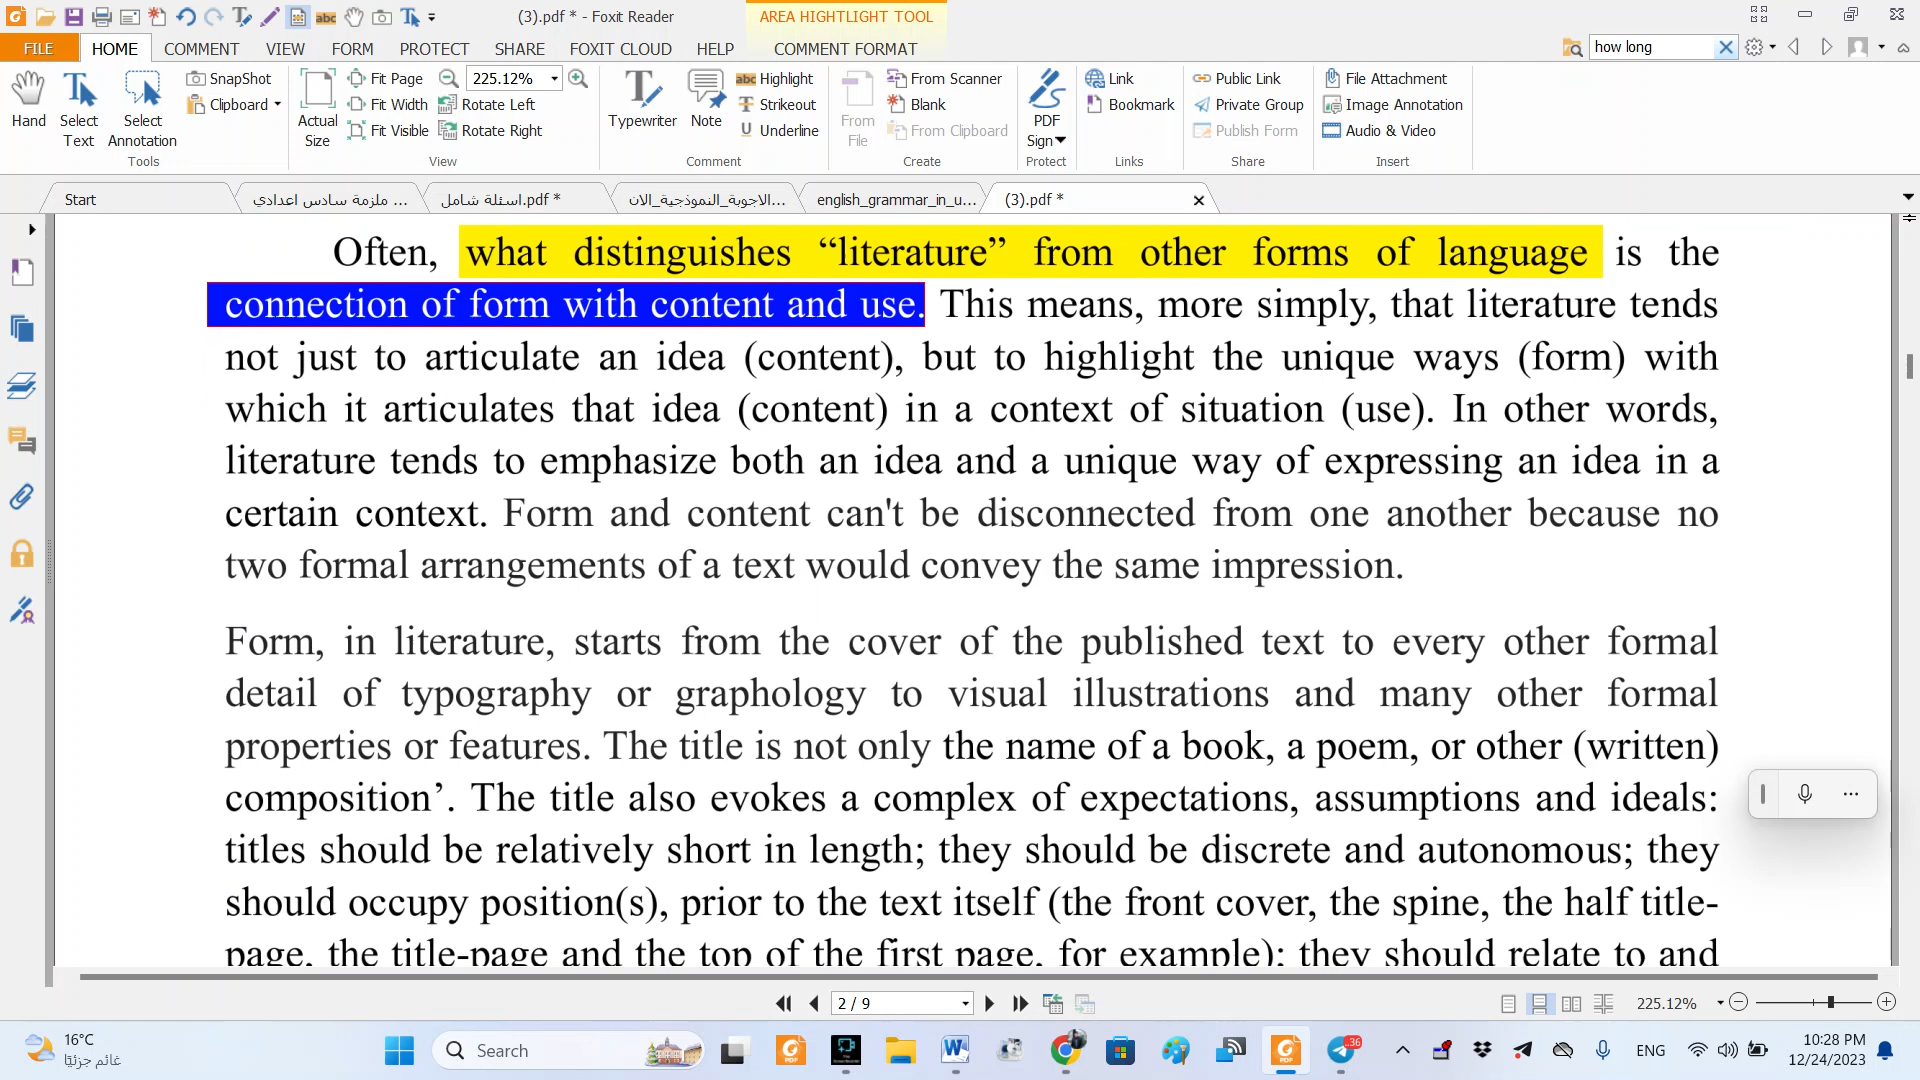 (3).pdf * - Foxit Reader
AREA HIGHTLIGHT TOOL
FILE HOME COMMENT VIEW FORM PROTECT SHARE FOXIT CLOUD HELP COMMENT FORMAT
how long
Hand
Select Text
Select Annotation
SnapShot
Clipboard
Tools
Actual Size
Fit Page
Fit Width
Fit Visible
225.12%
Rotate Left
Rotate Right
View
Typewriter
Note
Highlight
Strikeout
Underline
Comment
From File
From Scanner
Blank
From Clipboard
Create
PDF Sign
Protect
Link
Bookmark
Links
Public Link
Private Group
Publish Form
Share
File Attachment
Image Annotation
Audio & Video
Insert
Start
ملزمة سادس اعدادي ...
اسئلة شامل.pdf *
الاجوبة_النموذجية_الان...
english_grammar_in_u...
(3).pdf *
Often, what distinguishes “literature” from other forms of language is the
connection of form with content and use. This means, more simply, that literature tends
not just to articulate an idea (content), but to highlight the unique ways (form) with
which it articulates that idea (content) in a context of situation (use). In other words,
literature tends to emphasize both an idea and a unique way of expressing an idea in a
certain context. Form and content can't be disconnected from one another because no
two formal arrangements of a text would convey the same impression.
Form, in literature, starts from the cover of the published text to every other formal
detail of typography or graphology to visual illustrations and many other formal
properties or features. The title is not only the name of a book, a poem, or other (written)
composition’. The title also evokes a complex of expectations, assumptions and ideals:
titles should be relatively short in length; they should be discrete and autonomous; they
should occupy position(s), prior to the text itself (the front cover, the spine, the half title-
page, the title-page and the top of the first page, for example); they should relate to and
2 / 9
225.12%
16°C
غائم جزئيًا
Search
36
ENG
10:28 PM
12/24/2023